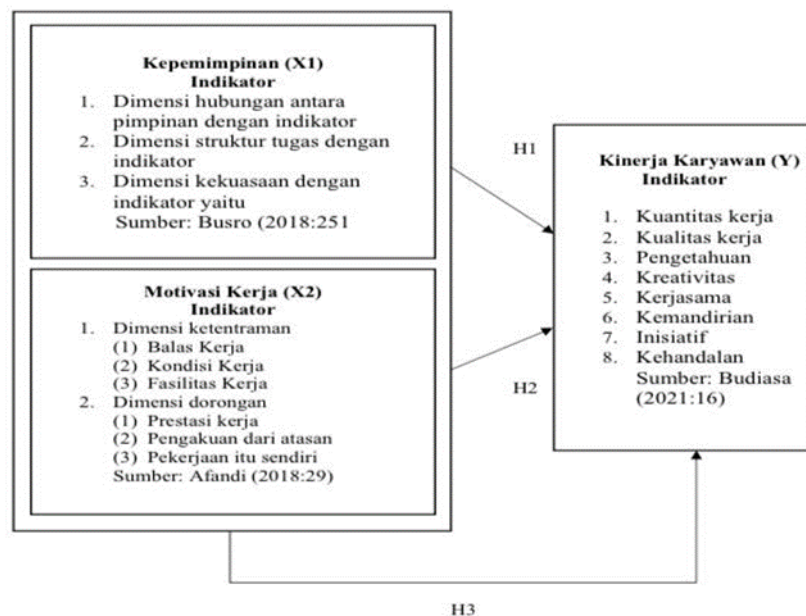 Kepemimpinan (X1)
Indikator
1. Dimensi hubungan antara
pimpinan dengan indikator
2. Dimensi struktur tugas dengan
indikator
3. Dimensi kekuasaan dengan
indikator yaitu
Sumber: Busro (2018:251
Motivasi Kerja (X2)
Indikator
1. Dimensi ketentraman
(1) Balas Kerja
(2) Kondisi Kerja
(3) Fasilitas Kerja
2. Dimensi dorongan
(1) Prestasi kerja
(2) Pengakuan dari atasan
(3) Pekerjaan itu sendiri
Sumber: Afandi (2018:29)
H1
H2
Kinerja Karyawan (Y)
Indikator
1. Kuantitas kerja
2. Kualitas kerja
3. Pengetahuan
4. Kreativitas
5. Kerjasama
6. Kemandirian
7. Inisiatif
8. Kehandalan
Sumber: Budiasa
(2021:16)
H3